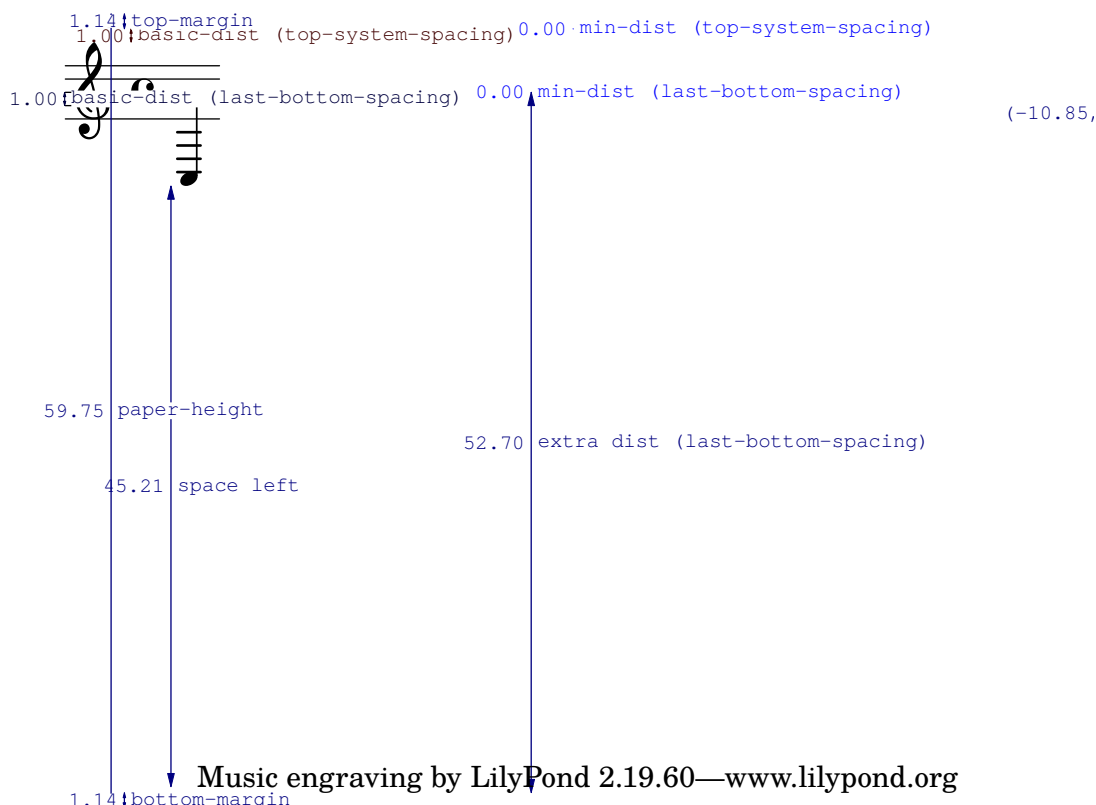 1.14 top-margin
1.00 basic-dist (top-system-spacing) 0.00 min-dist (top-system-spacing)
1.00 basic-dist (last-bottom-spacing) 0.00 min-dist (last-bottom-spacing)
(-10.85,
59.75 paper-height
52.70 extra dist (last-bottom-spacing)
45.21 space left
Music engraving by LilyPond 2.19.60—www.lilypond.org
1.14 bottom-margin